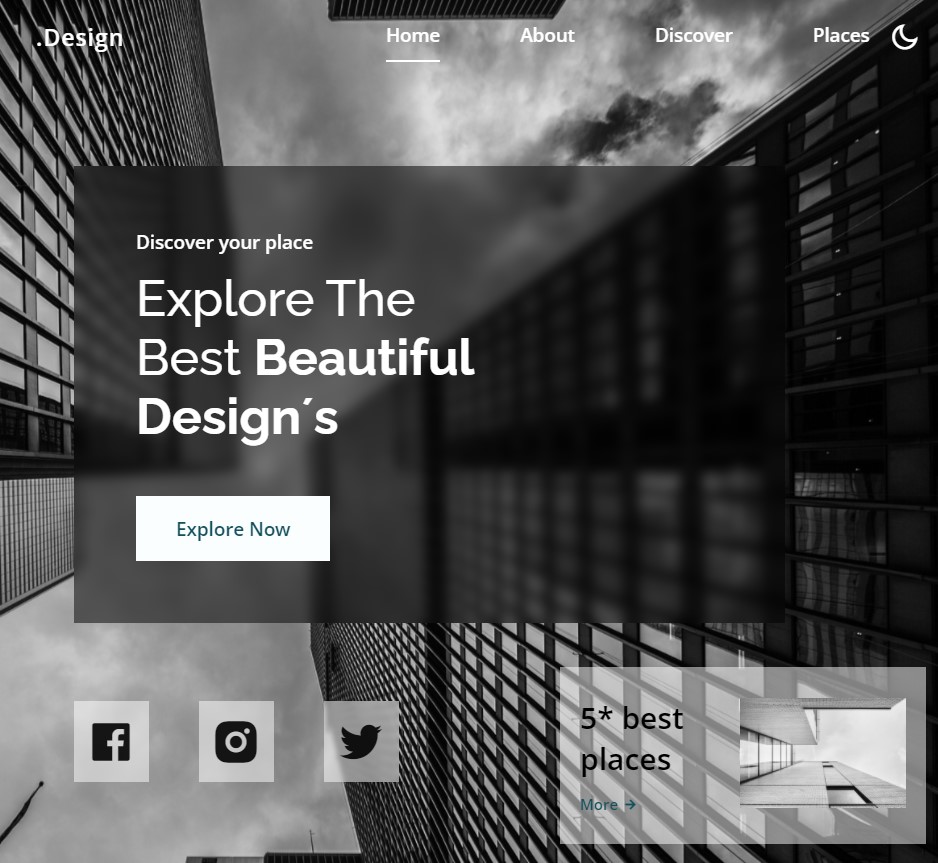 .Design
Home
About
Discover
Places
Discover your place
Explore The
Best Beautiful
Design´s
Explore Now
5* best
places
More →